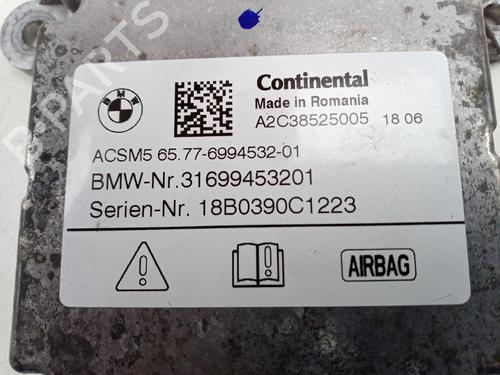 BMW
Continental
Made in Romania
A2C38525005 18 06
ACSM5 65.77-6994532-01
BMW-Nr.31699453201
Serien-Nr. 18B0390C1223
AIRBAG